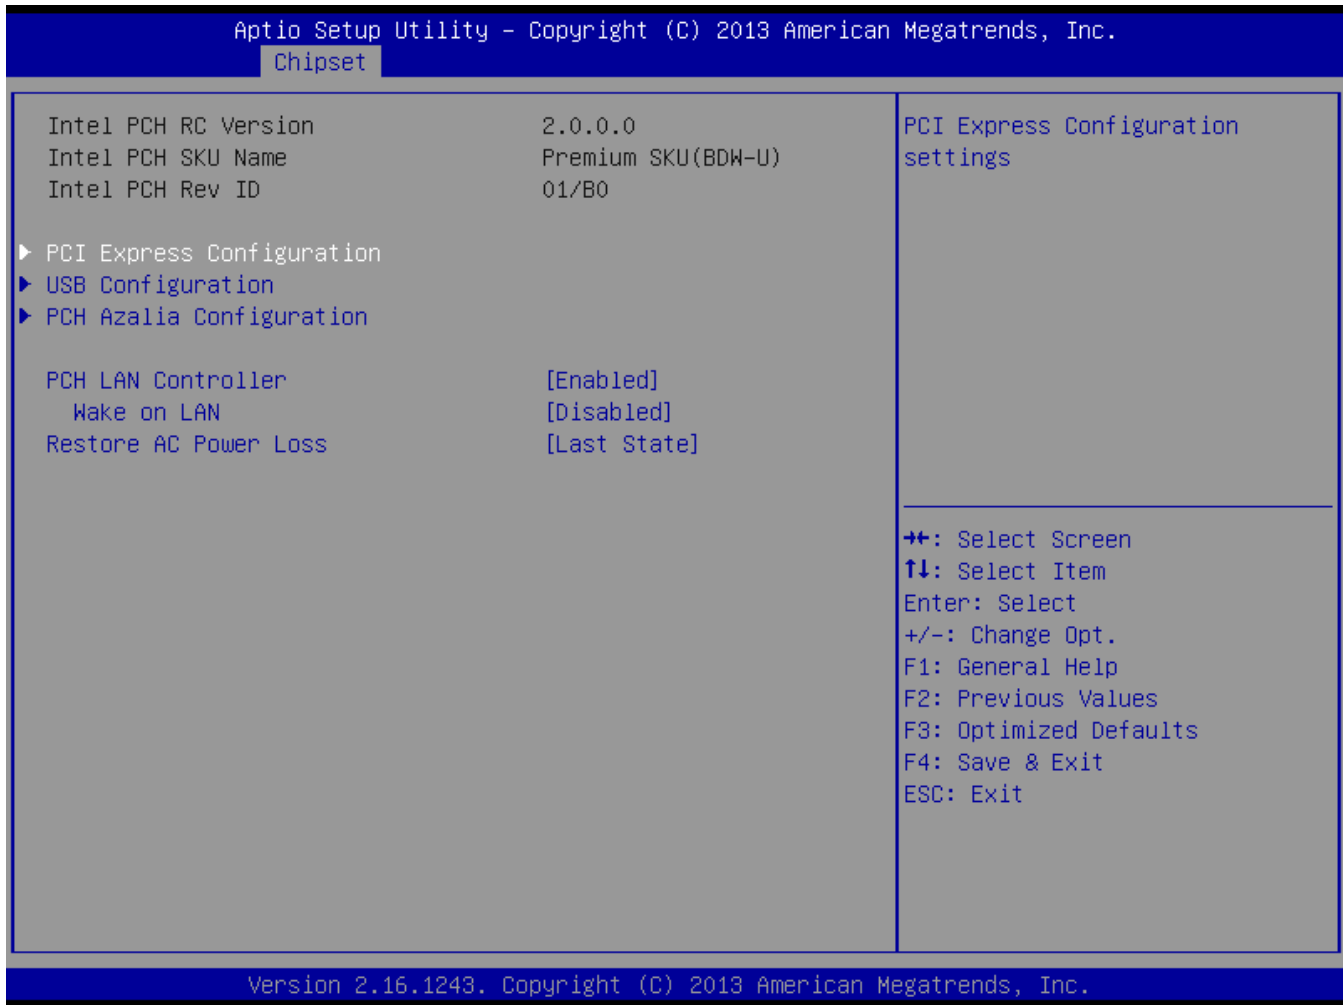 Aptio Setup Utility – Copyright (C) 2013 American Megatrends, Inc.
Chipset
Intel PCH RC Version 2.0.0.0
Intel PCH SKU Name Premium SKU(BDW-U)
Intel PCH Rev ID 01/B0
▶ PCI Express Configuration
▶ USB Configuration
▶ PCH Azalia Configuration
PCH LAN Controller [Enabled]
Wake on LAN [Disabled]
Restore AC Power Loss [Last State]
PCI Express Configuration
settings
→←: Select Screen
↑↓: Select Item
Enter: Select
+/-: Change Opt.
F1: General Help
F2: Previous Values
F3: Optimized Defaults
F4: Save & Exit
ESC: Exit
Version 2.16.1243. Copyright (C) 2013 American Megatrends, Inc.